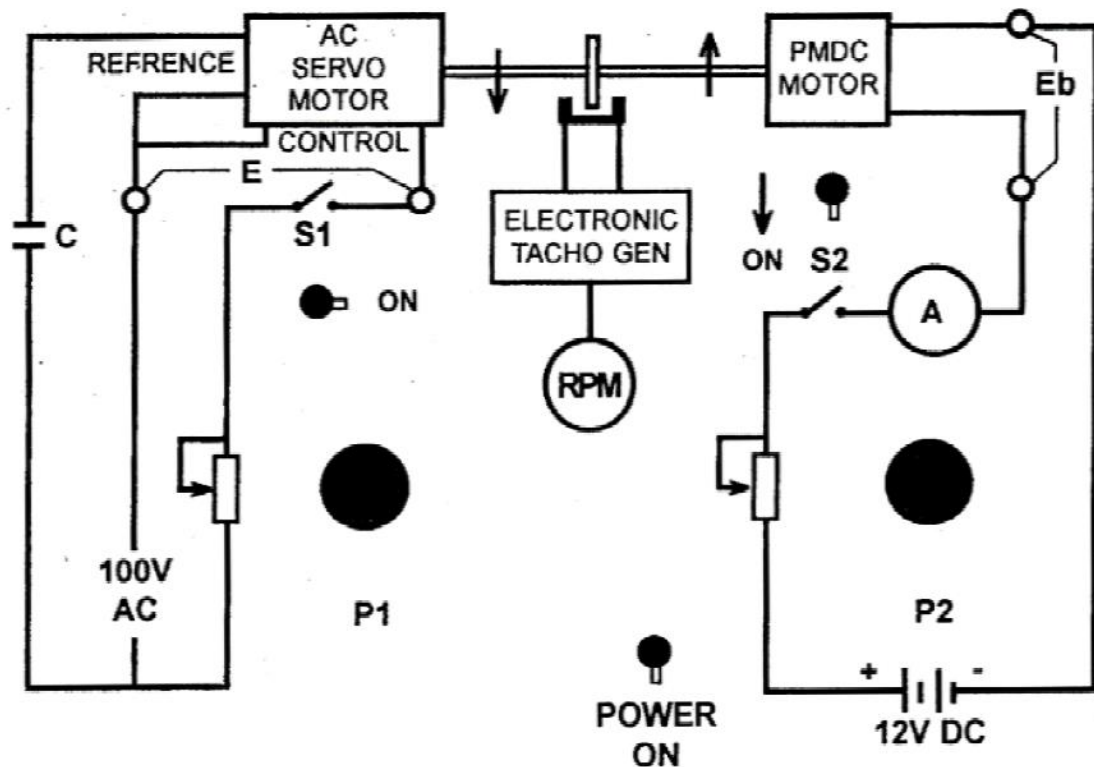 REFRENCE
AC
SERVO
MOTOR
CONTROL
E
C
S1
ON
100V
AC
P1
ELECTRONIC
TACHO GEN
RPM
POWER
ON
PMDC
MOTOR
Eb
ON
S2
A
P2
+ -
12V DC